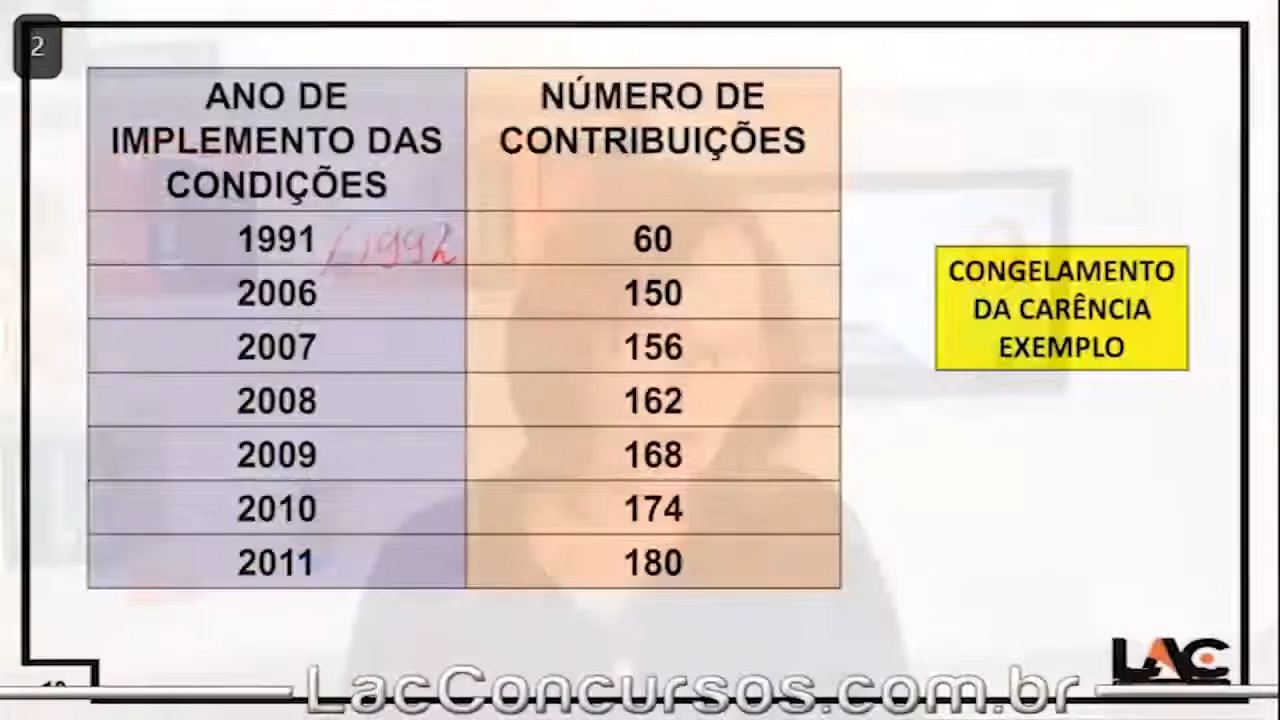 2
ANO DE
IMPLEMENTO DAS
CONDIÇÕES
NÚMERO DE
CONTRIBUIÇÕES
1991 / 1992
60
2006
150
2007
156
2008
162
2009
168
2010
174
2011
180
CONGELAMENTO
DA CARÊNCIA
EXEMPLO
LAC
LacConcursos.com.br